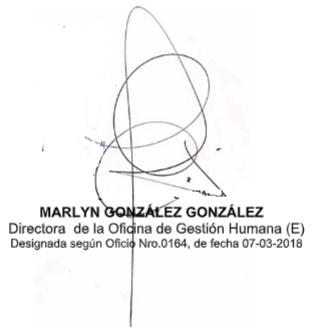 MARLYN GONZÁLEZ GONZÁLEZ
Directora de la Oficina de Gestión Humana (E)
Designada según Oficio Nro.0164, de fecha 07-03-2018